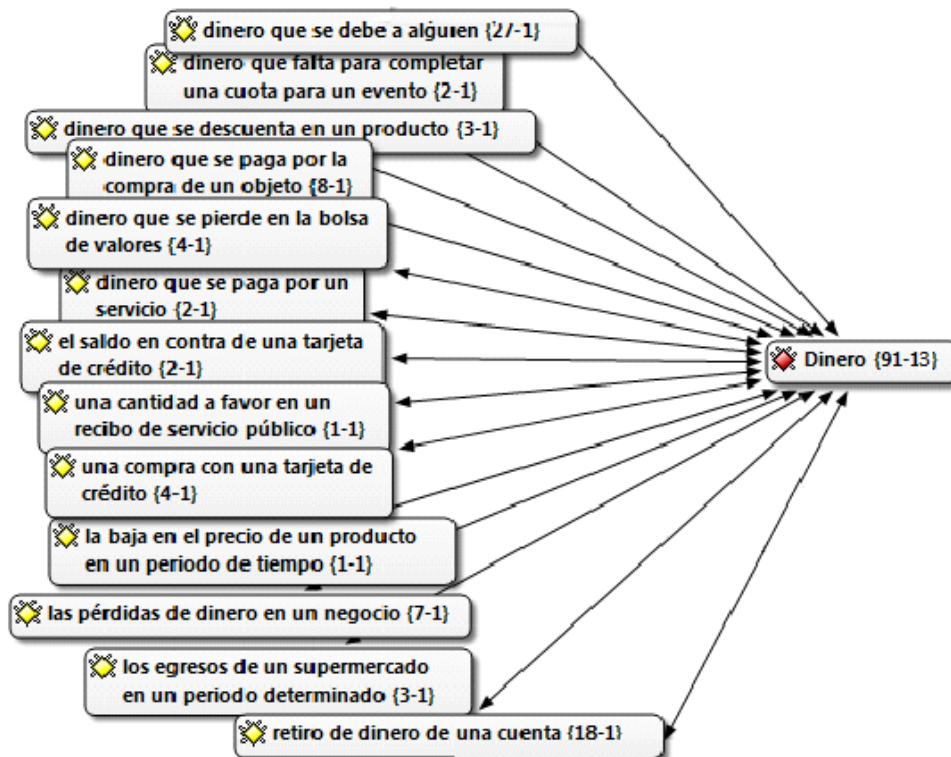 dinero que se debe a alguien {27-1}
dinero que falta para completar
una cuota para un evento {2-1}
dinero que se descuenta en un producto {3-1}
dinero que se paga por la
compra de un objeto {8-1}
dinero que se pierde en la bolsa
de valores {4-1}
dinero que se paga por un
servicio {2-1}
el saldo en contra de una tarjeta
de crédito {2-1}
Dinero {91-13}
una cantidad a favor en un
recibo de servicio público {1-1}
una compra con una tarjeta de
crédito {4-1}
la baja en el precio de un producto
en un periodo de tiempo {1-1}
las pérdidas de dinero en un negocio {7-1}
los egresos de un supermercado
en un periodo determinado {3-1}
retiro de dinero de una cuenta {18-1}